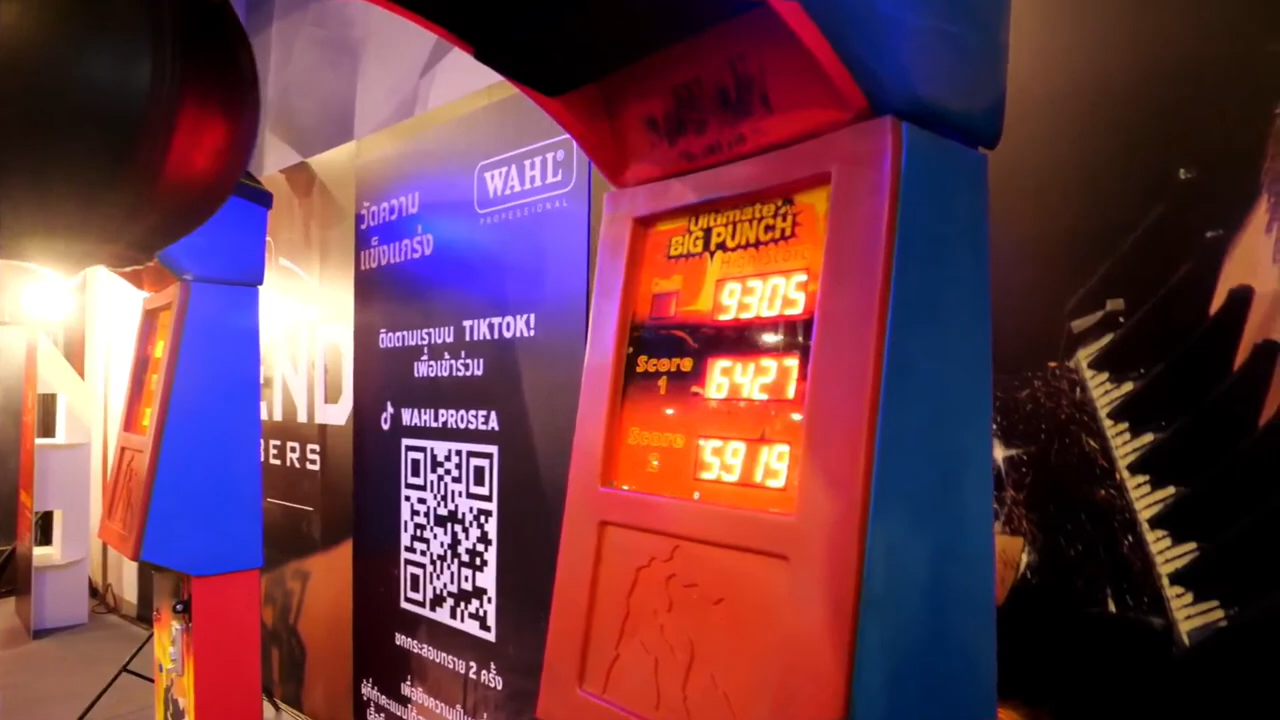 WAHL®
PROFESSIONAL
วัดความ
แข็งแกร่ง
ติดตามเราบน TIKTOK!
เพื่อเข้าร่วม
WAHLPROSEA
ชกกระสอบทราย 2 ครั้ง
END
BERS
Ultimate
BIG PUNCH
High Score
Credit
9305
Score
1
6427
Score
2
5919